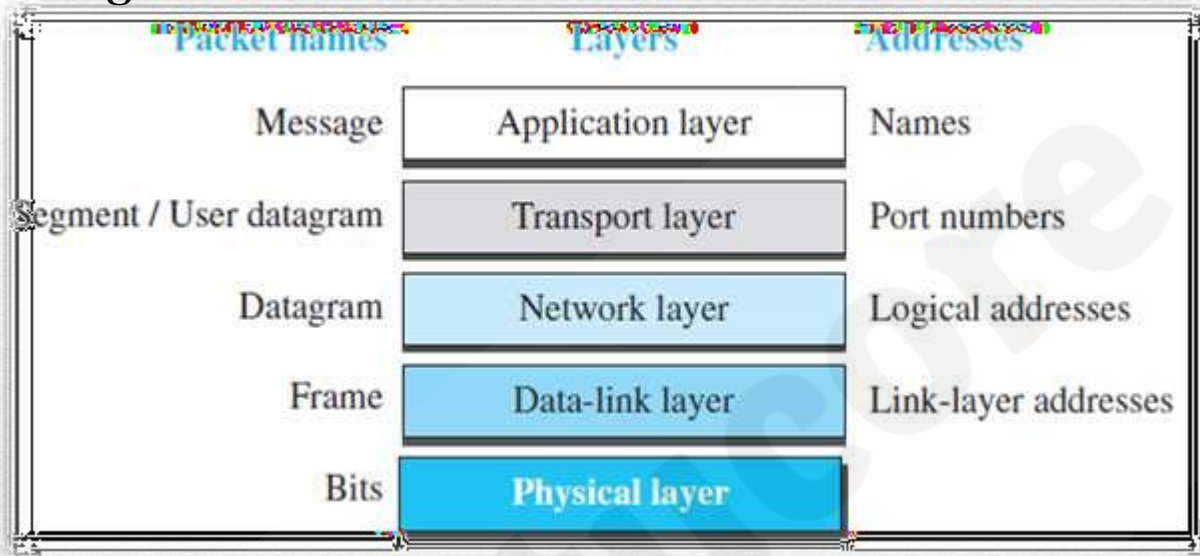 Packet names Layers Addresses
Message Application layer Names
Segment / User datagram Transport layer Port numbers
Datagram Network layer Logical addresses
Frame Data-link layer Link-layer addresses
Bits Physical layer